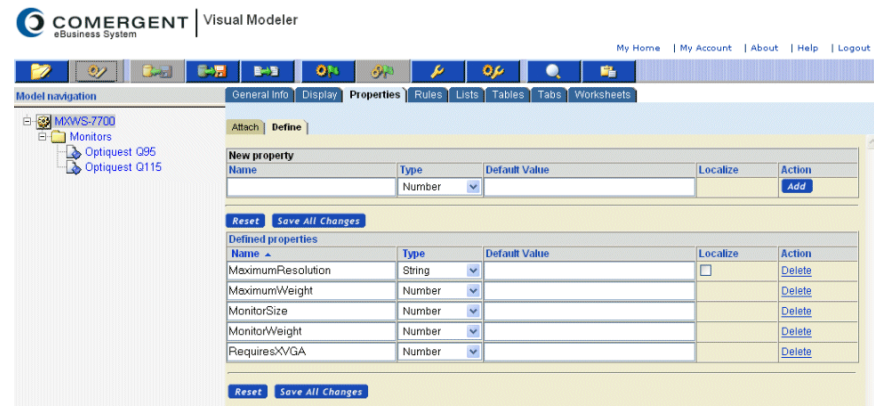 COMERGENT Visual Modeler
eBusiness System
My Home | My Account | About | Help | Logout
Model navigation
General Info Display Properties Rules Lists Tables Tabs Worksheets
MXWS-7700
Monitors
Optiquest Q95
Optiquest Q115
Attach Define
New property
Name Type Default Value Localize Action
Number Add
Reset Save All Changes
Defined properties
Name Type Default Value Localize Action
MaximumResolution String Delete
MaximumWeight Number Delete
MonitorSize Number Delete
MonitorWeight Number Delete
RequiresXVGA Number Delete
Reset Save All Changes